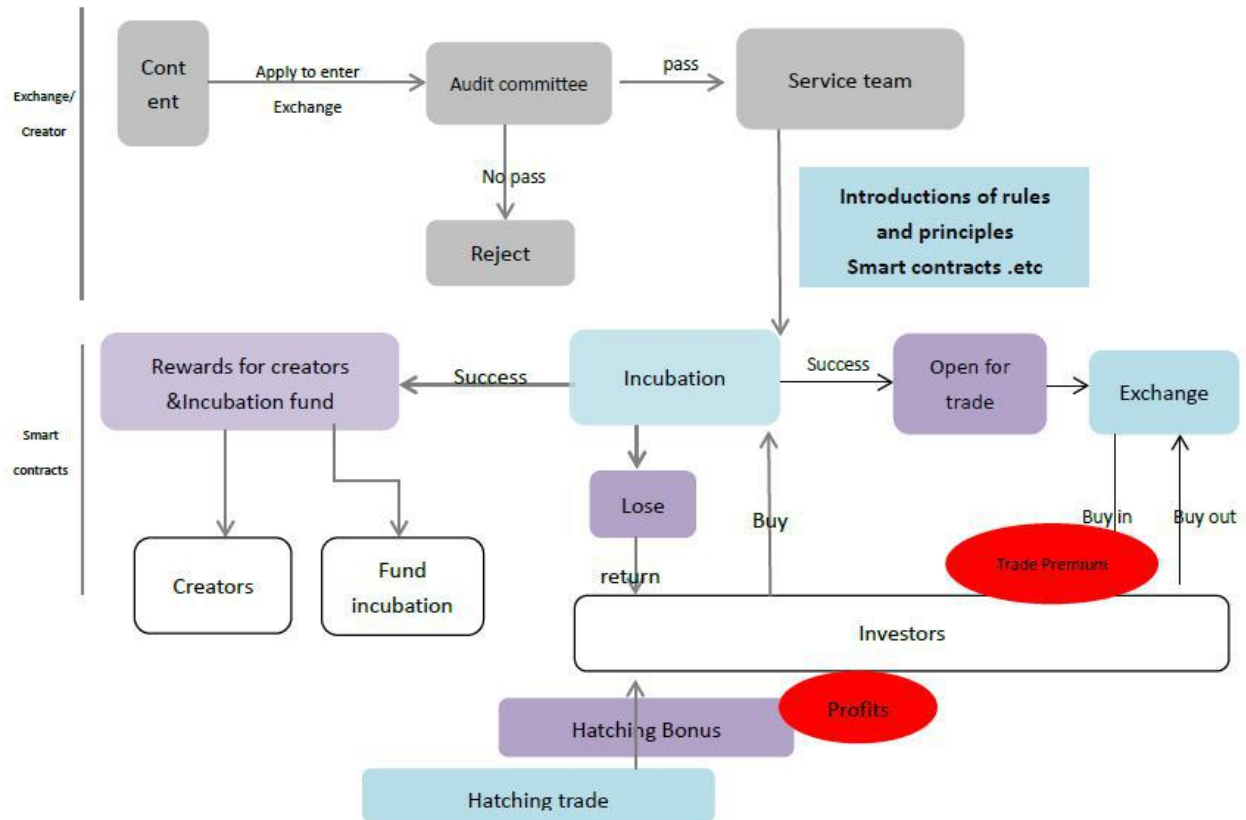 Cont
ent
Apply to enter
Exchange
Audit committee
pass
Service team
Exchange/
Creator
No pass
Reject
Introductions of rules
and principles
Smart contracts .etc
Rewards for creators
&Incubation fund
Success
Incubation
Success
Open for
trade
Exchange
Smart
contracts
Lose
Buy
Buy in
Buy out
Creators
Fund
incubation
return
Trade Premium
Investors
Hatching Bonus
Profits
Hatching trade